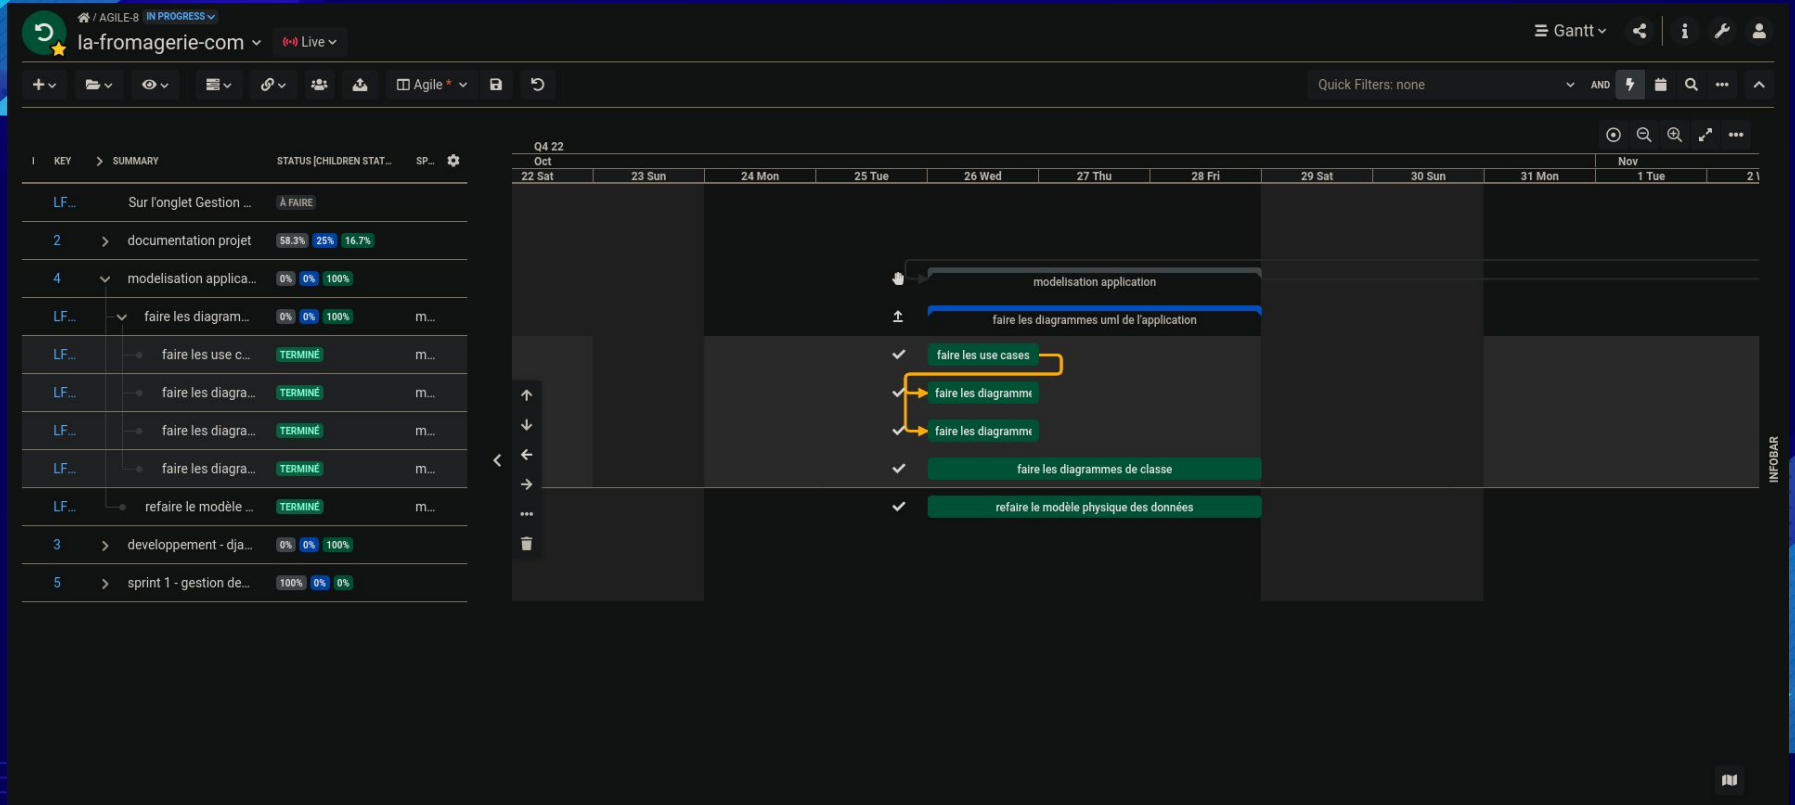 / AGILE-8 IN PROGRESS
la-fromagerie-com Live
Gantt
Agile *
Quick Filters: none AND
I KEY SUMMARY STATUS [CHILDREN STAT... SP...
Q4 22
Oct Nov
22 Sat 23 Sun 24 Mon 25 Tue 26 Wed 27 Thu 28 Fri 29 Sat 30 Sun 31 Mon 1 Tue 2
LF... Sur l'onglet Gestion ... À FAIRE
2 documentation projet 58.3% 25% 16.7%
4 modelisation applica... 0% 0% 100% modelisation application
LF... faire les diagram... 0% 0% 100% m... faire les diagrammes uml de l'application
LF... faire les use c... TERMINÉ m... faire les use cases
LF... faire les diagra... TERMINÉ m... faire les diagramme
LF... faire les diagra... TERMINÉ m... faire les diagramme
LF... faire les diagra... TERMINÉ m... faire les diagrammes de classe
LF... refaire le modèle ... TERMINÉ m... refaire le modèle physique des données
3 developpement - dja... 0% 0% 100%
5 sprint 1 - gestion de... 100% 0% 0%
INFOBAR